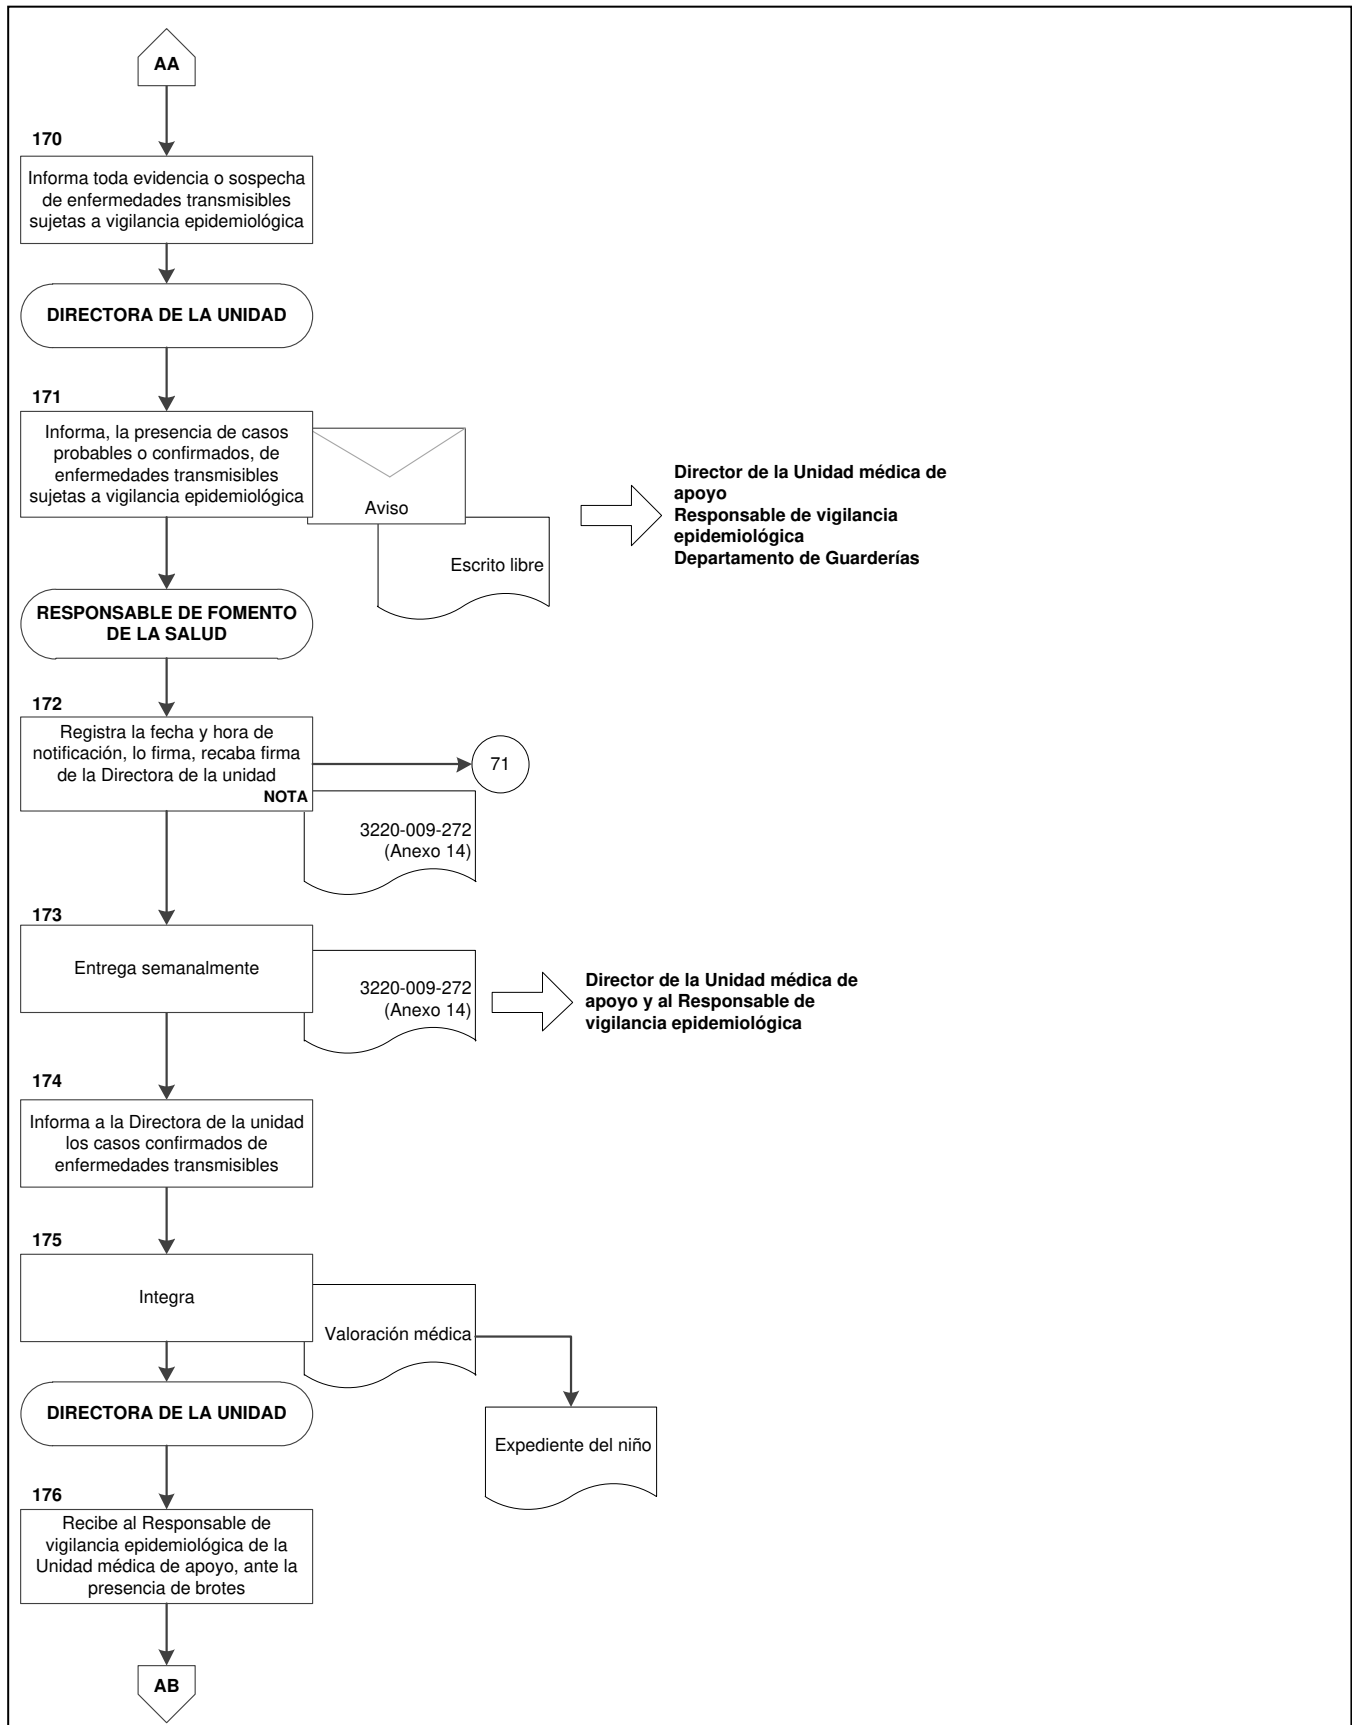 AA
170
Informa toda evidencia o sospecha
de enfermedades transmisibles
sujetas a vigilancia epidemiológica
DIRECTORA DE LA UNIDAD
171
Informa, la presencia de casos
probables o confirmados, de
enfermedades transmisibles
sujetas a vigilancia epidemiológica
Aviso
Escrito libre
Director de la Unidad médica de
apoyo
Responsable de vigilancia
epidemiológica
Departamento de Guarderías
RESPONSABLE DE FOMENTO
DE LA SALUD
172
Registra la fecha y hora de
notificación, lo firma, recaba firma
de la Directora de la unidad
NOTA
71
3220-009-272
(Anexo 14)
173
Entrega semanalmente
3220-009-272
(Anexo 14)
Director de la Unidad médica de
apoyo y al Responsable de
vigilancia epidemiológica
174
Informa a la Directora de la unidad
los casos confirmados de
enfermedades transmisibles
175
Integra
Valoración médica
Expediente del niño
DIRECTORA DE LA UNIDAD
176
Recibe al Responsable de
vigilancia epidemiológica de la
Unidad médica de apoyo, ante la
presencia de brotes
AB